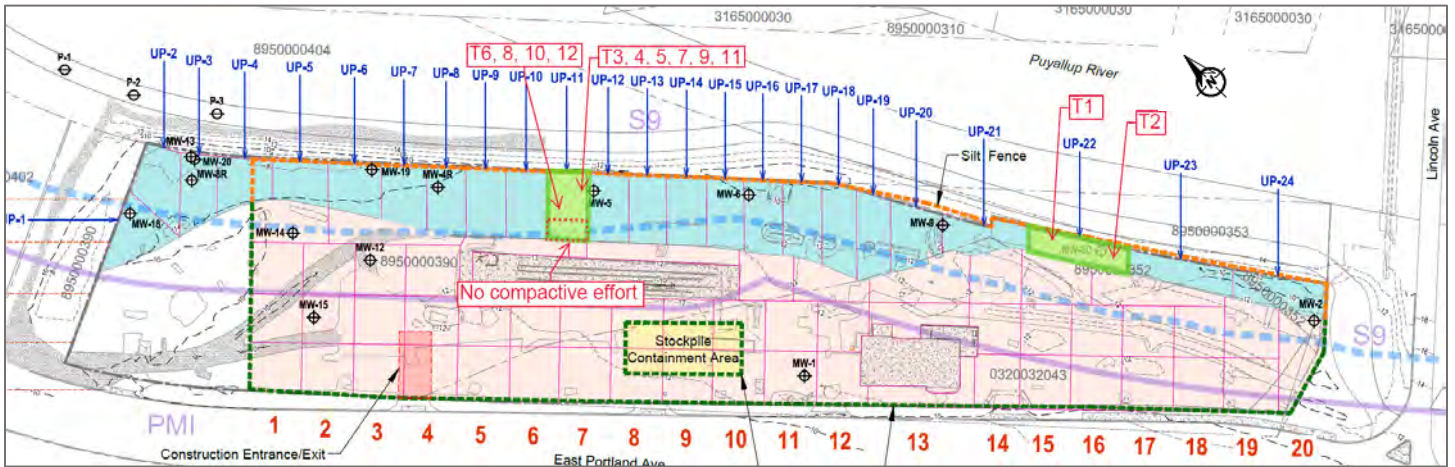 3165000030
3165000030
3165000030
8950000310
8950000404
P-1
P-2
P-3
UP-2
UP-3
UP-4
UP-5
UP-6
UP-7
UP-8
UP-9
UP-10
UP-11
UP-12
UP-13
UP-14
UP-15
UP-16
UP-17
UP-18
UP-19
UP-20
UP-21
UP-22
UP-23
UP-24
T6, 8, 10, 12
T3, 4, 5, 7, 9, 11
Puyallup River
N
S9
T1
T2
Silt Fence
Lincoln Ave
MW-13
MW-20
MW-8R
MW-19
MW-4R
MW-5
MW-6
MW-9
MW-16
UP-1
MW-14
MW-12
8950000390
8950000390
8950000353
8950000352
MW-2
S9
No compactive effort
MW-15
Stockpile
Containment Area
MW-1
0320032043
PMI
1 2 3 4 5 6 7 8 9 10 11 12 13 14 15 16 17 18 19 20
Construction Entrance/Exit
East Portland Ave